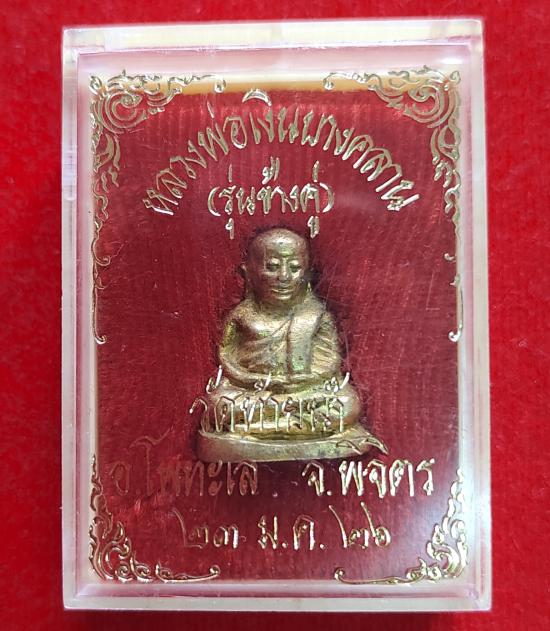 หลวงพ่อเงินบางคลาน
(รุ่นช้างคู่)
วัดท้ายน้ำ
อ.โพทะเล จ.พิจิตร
๒๓ ม.ค. ๒๖